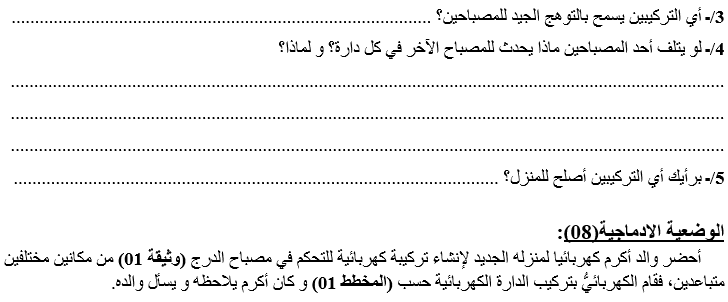 3/- أي التركيبين يسمح بالتوهج الجيد للمصباحين؟ ..........................................................................................
4/- لو يتلف أحد المصباحين ماذا يحدث للمصباح الآخر في كل دارة؟ و لماذا؟
..........................................................................................................................................................
..........................................................................................................................................................
..........................................................................................................................................................
5/- برأيك أي التركيبين أصلح للمنزل؟ ..........................................................................................................
الوضعية الادماجية(08):
أحضر والد أكرم كهربائيا لمنزله الجديد لإنشاء تركيبة كهربائية للتحكم في مصباح الدرج (وثيقة 01) من مكانين مختلفين
متباعدين، فقام الكهربائيُّ بتركيب الدارة الكهربائية حسب (المخطط 01) و كان أكرم يلاحظه و يسأل والده.